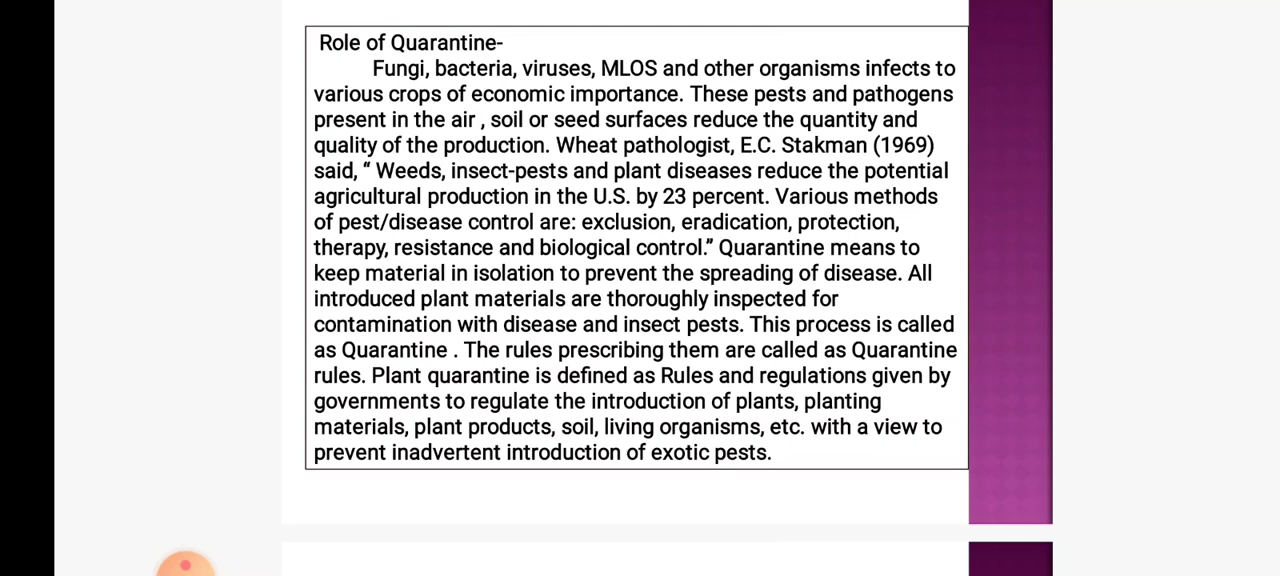 Role of Quarantine-
Fungi, bacteria, viruses, MLOS and other organisms infects to
various crops of economic importance. These pests and pathogens
present in the air , soil or seed surfaces reduce the quantity and
quality of the production. Wheat pathologist, E.C. Stakman (1969)
said, “ Weeds, insect-pests and plant diseases reduce the potential
agricultural production in the U.S. by 23 percent. Various methods
of pest/disease control are: exclusion, eradication, protection,
therapy, resistance and biological control.” Quarantine means to
keep material in isolation to prevent the spreading of disease. All
introduced plant materials are thoroughly inspected for
contamination with disease and insect pests. This process is called
as Quarantine . The rules prescribing them are called as Quarantine
rules. Plant quarantine is defined as Rules and regulations given by
governments to regulate the introduction of plants, planting
materials, plant products, soil, living organisms, etc. with a view to
prevent inadvertent introduction of exotic pests.